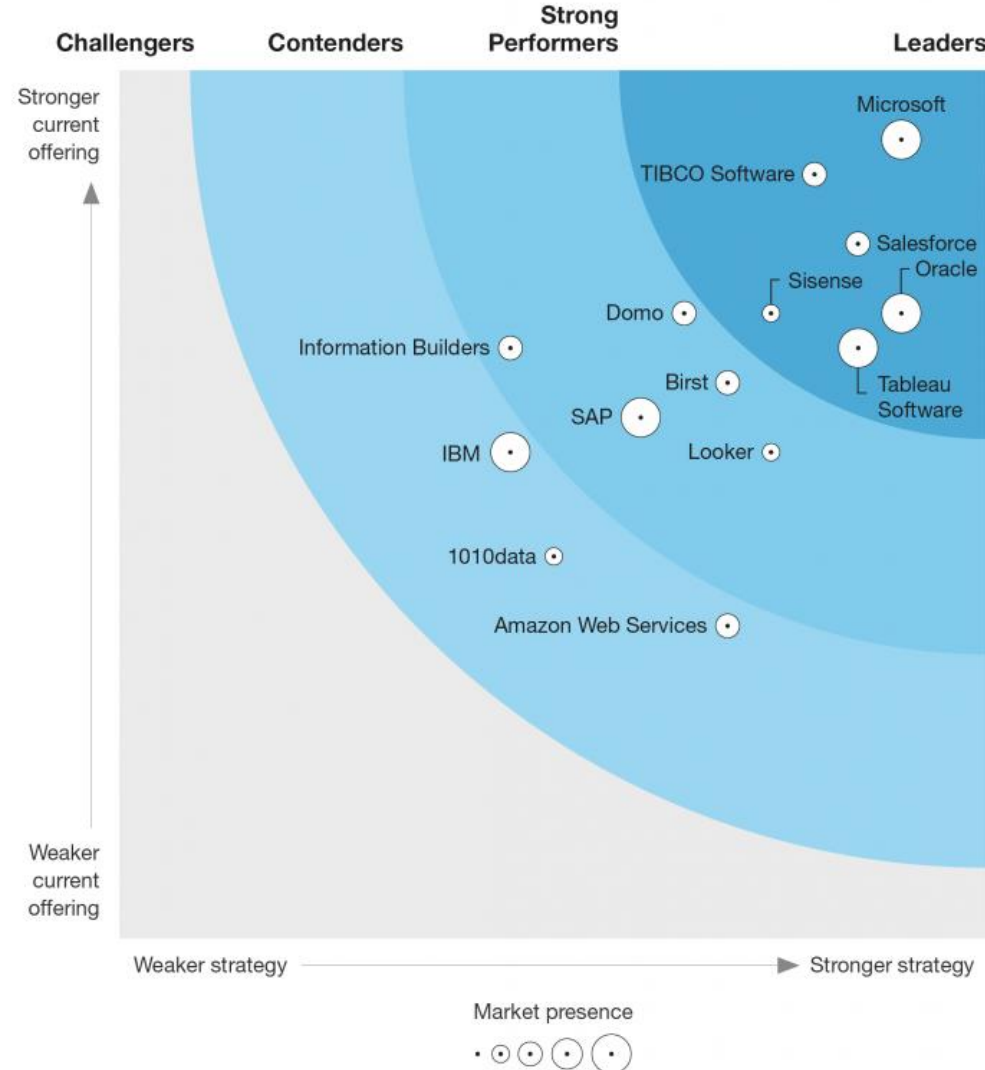 Challengers
Contenders
Strong
Performers
Leaders
Stronger
current
offering
Microsoft
TIBCO Software
Salesforce
Oracle
Sisense
Domo
Information Builders
Birst
Tableau
Software
SAP
Looker
IBM
1010data
Amazon Web Services
Weaker
current
offering
Weaker strategy
Stronger strategy
Market presence